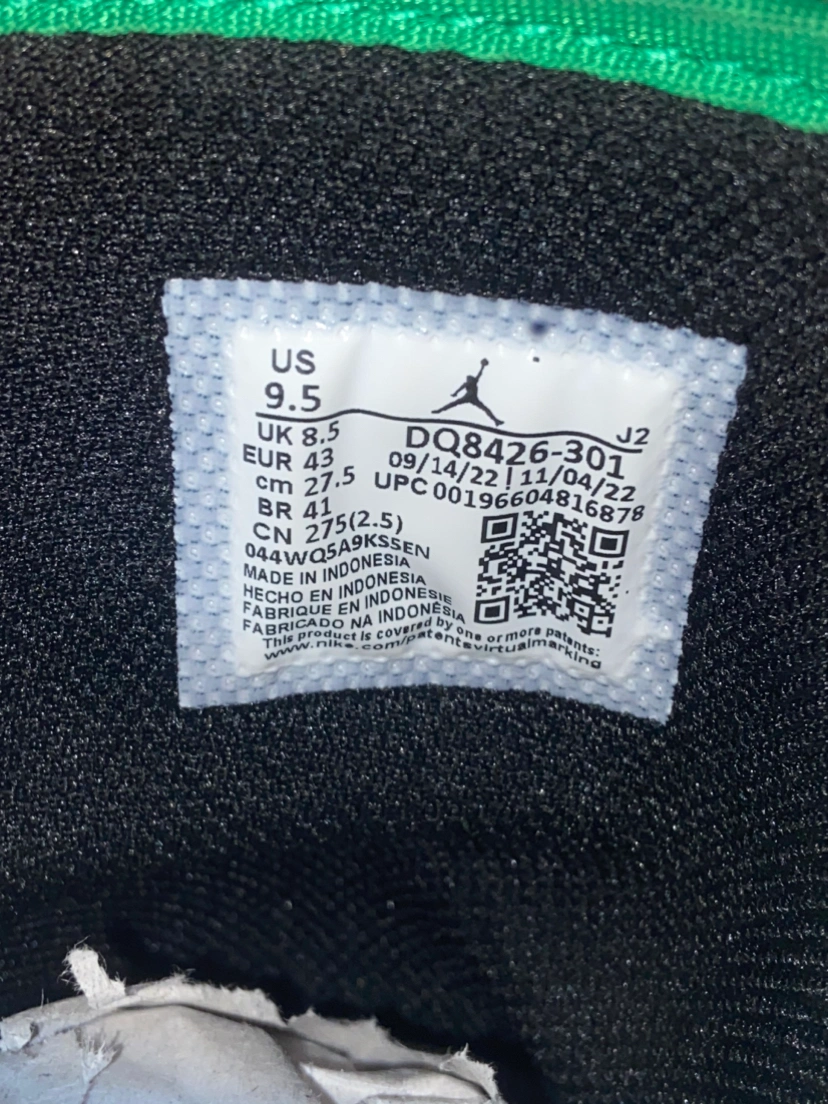 US
9.5
J2
UK 8.5
EUR 43
cm 27.5
BR 41
CN 275(2.5)
DQ8426-301
09/14/22 | 11/04/22
UPC 00196604816878
044WQ5A9KS5EN
MADE IN INDONESIA
HECHO EN INDONESIA
FABRIQUE EN INDONESIE
FABRICADO NA INDONÉSIA
This product is covered by one or more patents:
www.nike.com/patentsvirtualmarking